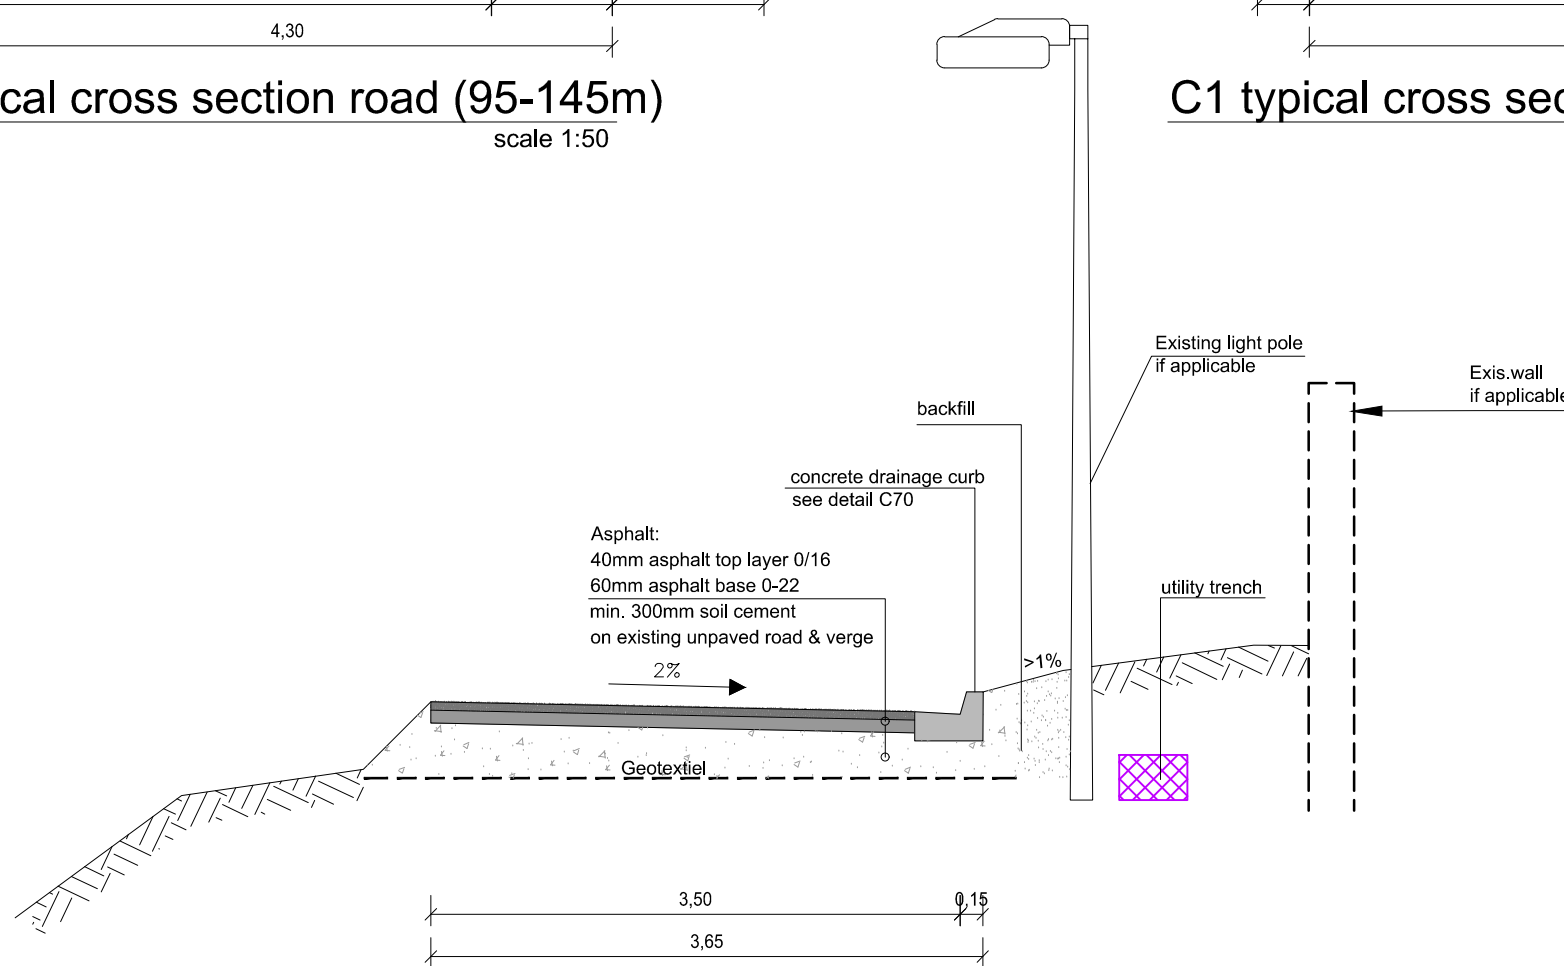 4,30
cal cross section road (95-145m)
scale 1:50
C1 typical cross sec
Existing light pole
if applicable
Exis.wall
if applicable
backfill
concrete drainage curb
see detail C70
Asphalt:
40mm asphalt top layer 0/16
60mm asphalt base 0-22
min. 300mm soil cement
on existing unpaved road & verge
utility trench
>1%
2%
Geotextiel
3,50
0,15
3,65